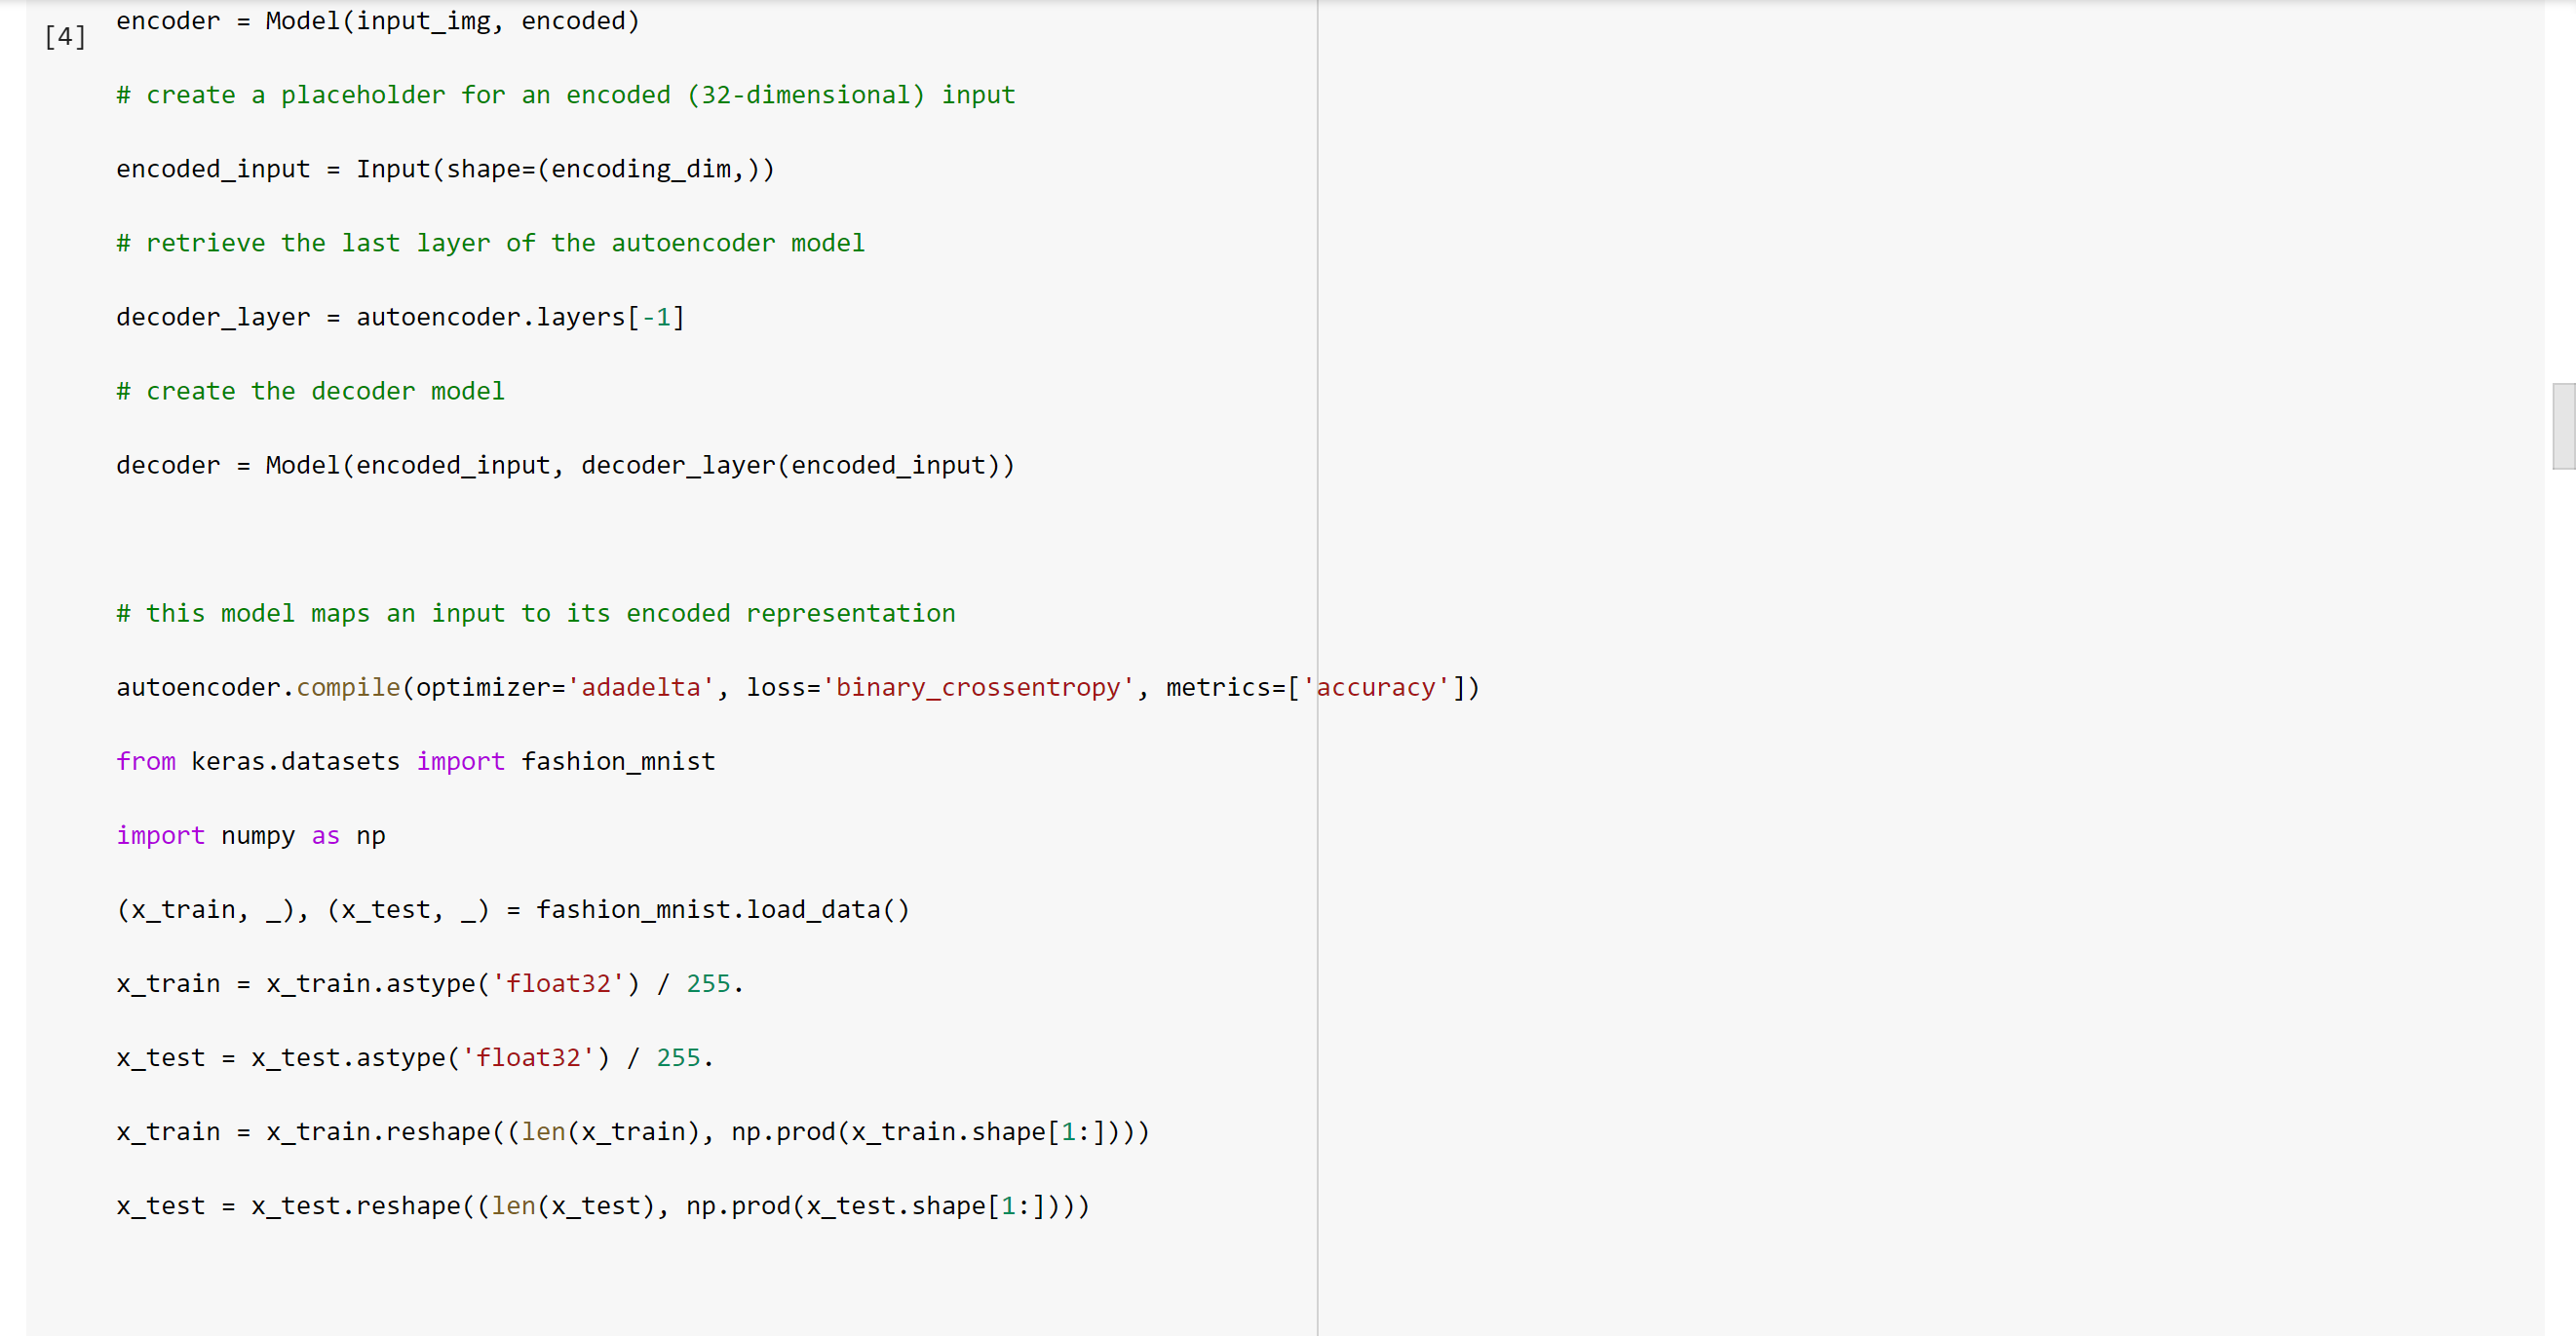 [4]
encoder = Model(input_img, encoded)
# create a placeholder for an encoded (32-dimensional) input
encoded_input = Input(shape=(encoding_dim,))
# retrieve the last layer of the autoencoder model
decoder_layer = autoencoder.layers[-1]
# create the decoder model
decoder = Model(encoded_input, decoder_layer(encoded_input))
# this model maps an input to its encoded representation
autoencoder.compile(optimizer='adadelta', loss='binary_crossentropy', metrics=['accuracy'])
from keras.datasets import fashion_mnist
import numpy as np
(x_train, _), (x_test, _) = fashion_mnist.load_data()
x_train = x_train.astype('float32') / 255.
x_test = x_test.astype('float32') / 255.
x_train = x_train.reshape((len(x_train), np.prod(x_train.shape[1:])))
x_test = x_test.reshape((len(x_test), np.prod(x_test.shape[1:])))